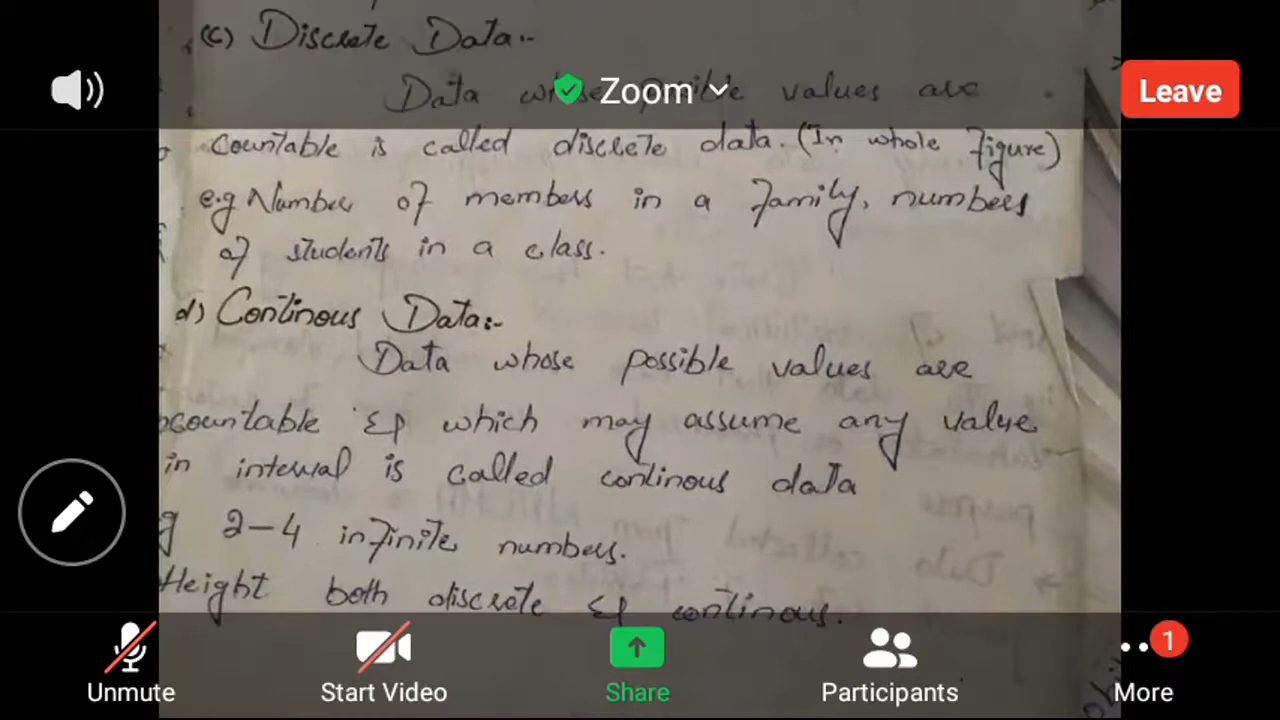 (c) Discrete Data:-
Zoom
Leave
Data values are
countable is called discrete data. (In whole figure)
e.g Number of members in a family, numbers
of students in a class.
d) Continous Data:-
Data whose possible values are
countable & which may assume any value
in interval is called continous data
g 2-4 infinite numbers.
Height both discrete & continous.
1
Unmute
Start Video
Share
Participants
More